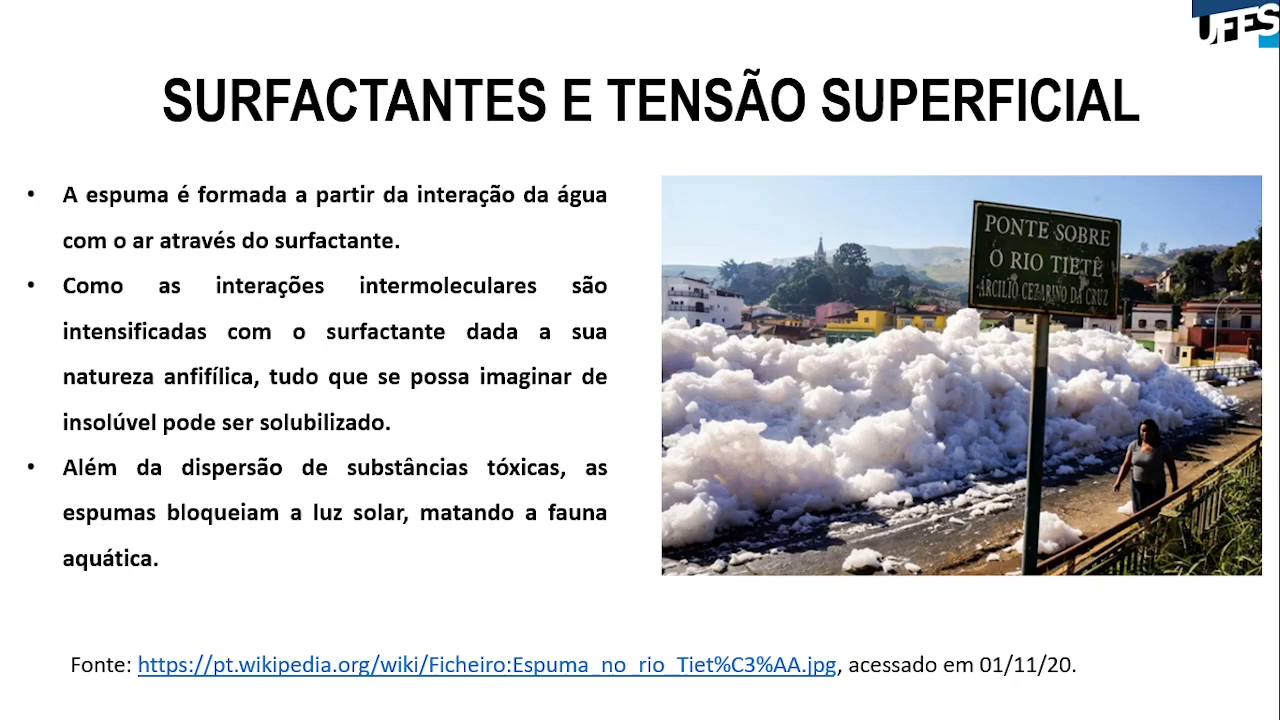 UFES
SURFACTANTES E TENSÃO SUPERFICIAL
• A espuma é formada a partir da interação da água
com o ar através do surfactante.
• Como as interações intermoleculares são
intensificadas com o surfactante dada a sua
natureza anfifílica, tudo que se possa imaginar de
insolúvel pode ser solubilizado.
• Além da dispersão de substâncias tóxicas, as
espumas bloqueiam a luz solar, matando a fauna
aquática.
PONTE SOBRE
O RIO TIETÊ
ARCILIO CEZARINO DA CRUZ
Fonte: https://pt.wikipedia.org/wiki/Ficheiro:Espuma_no_rio_Tiet%C3%AA.jpg, acessado em 01/11/20.